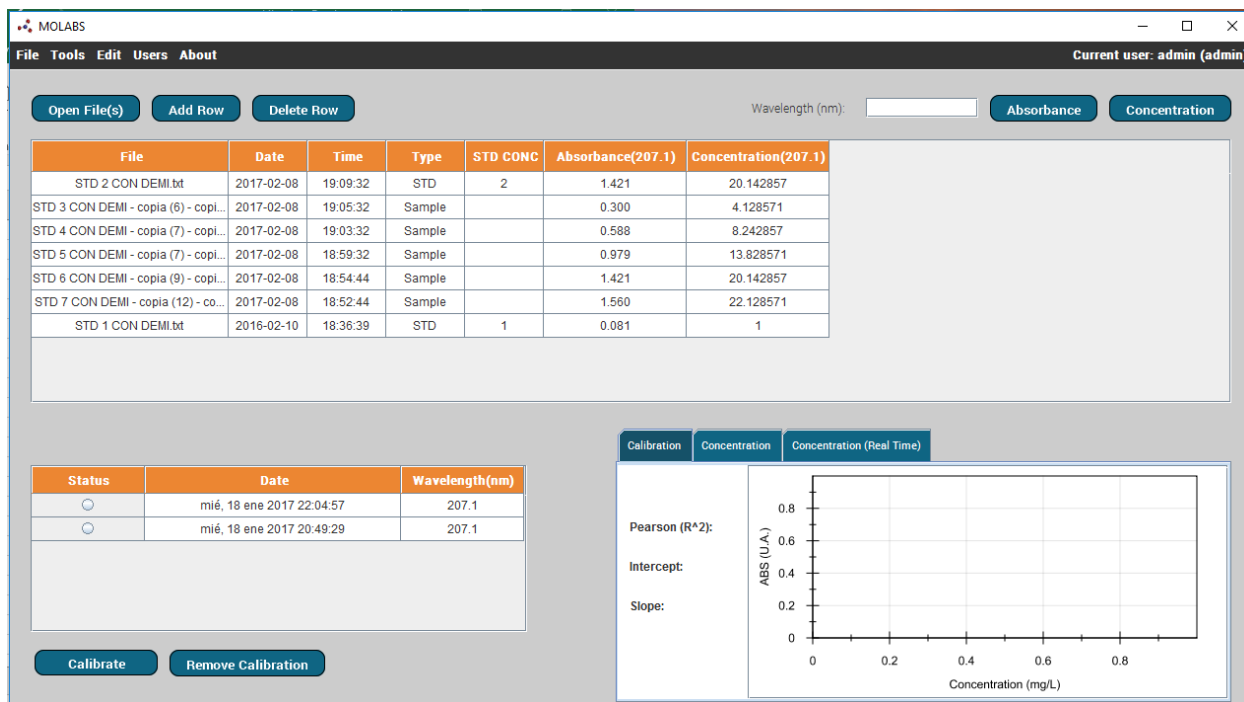 MOLABS
File Tools Edit Users About Current user: admin (admin)
Open File(s) Add Row Delete Row Wavelength (nm): Absorbance Concentration
File Date Time Type STD CONC Absorbance(207.1) Concentration(207.1)
STD 2 CON DEMI.txt 2017-02-08 19:09:32 STD 2 1.421 20.142857
STD 3 CON DEMI - copia (6) - copi... 2017-02-08 19:05:32 Sample 0.300 4.128571
STD 4 CON DEMI - copia (7) - copi... 2017-02-08 19:03:32 Sample 0.588 8.242857
STD 5 CON DEMI - copia (7) - copi... 2017-02-08 18:59:32 Sample 0.979 13.828571
STD 6 CON DEMI - copia (9) - copi... 2017-02-08 18:54:44 Sample 1.421 20.142857
STD 7 CON DEMI - copia (12) - co... 2017-02-08 18:52:44 Sample 1.560 22.128571
STD 1 CON DEMI.txt 2016-02-10 18:36:39 STD 1 0.081 1
Status Date Wavelength(nm)
mié, 18 ene 2017 22:04:57 207.1
mié, 18 ene 2017 20:49:29 207.1
Calibrate Remove Calibration
Calibration Concentration Concentration (Real Time)
Pearson (R^2):
Intercept:
Slope:
ABS (U.A.)
0.8
0.6
0.4
0.2
0
0 0.2 0.4 0.6 0.8
Concentration (mg/L)